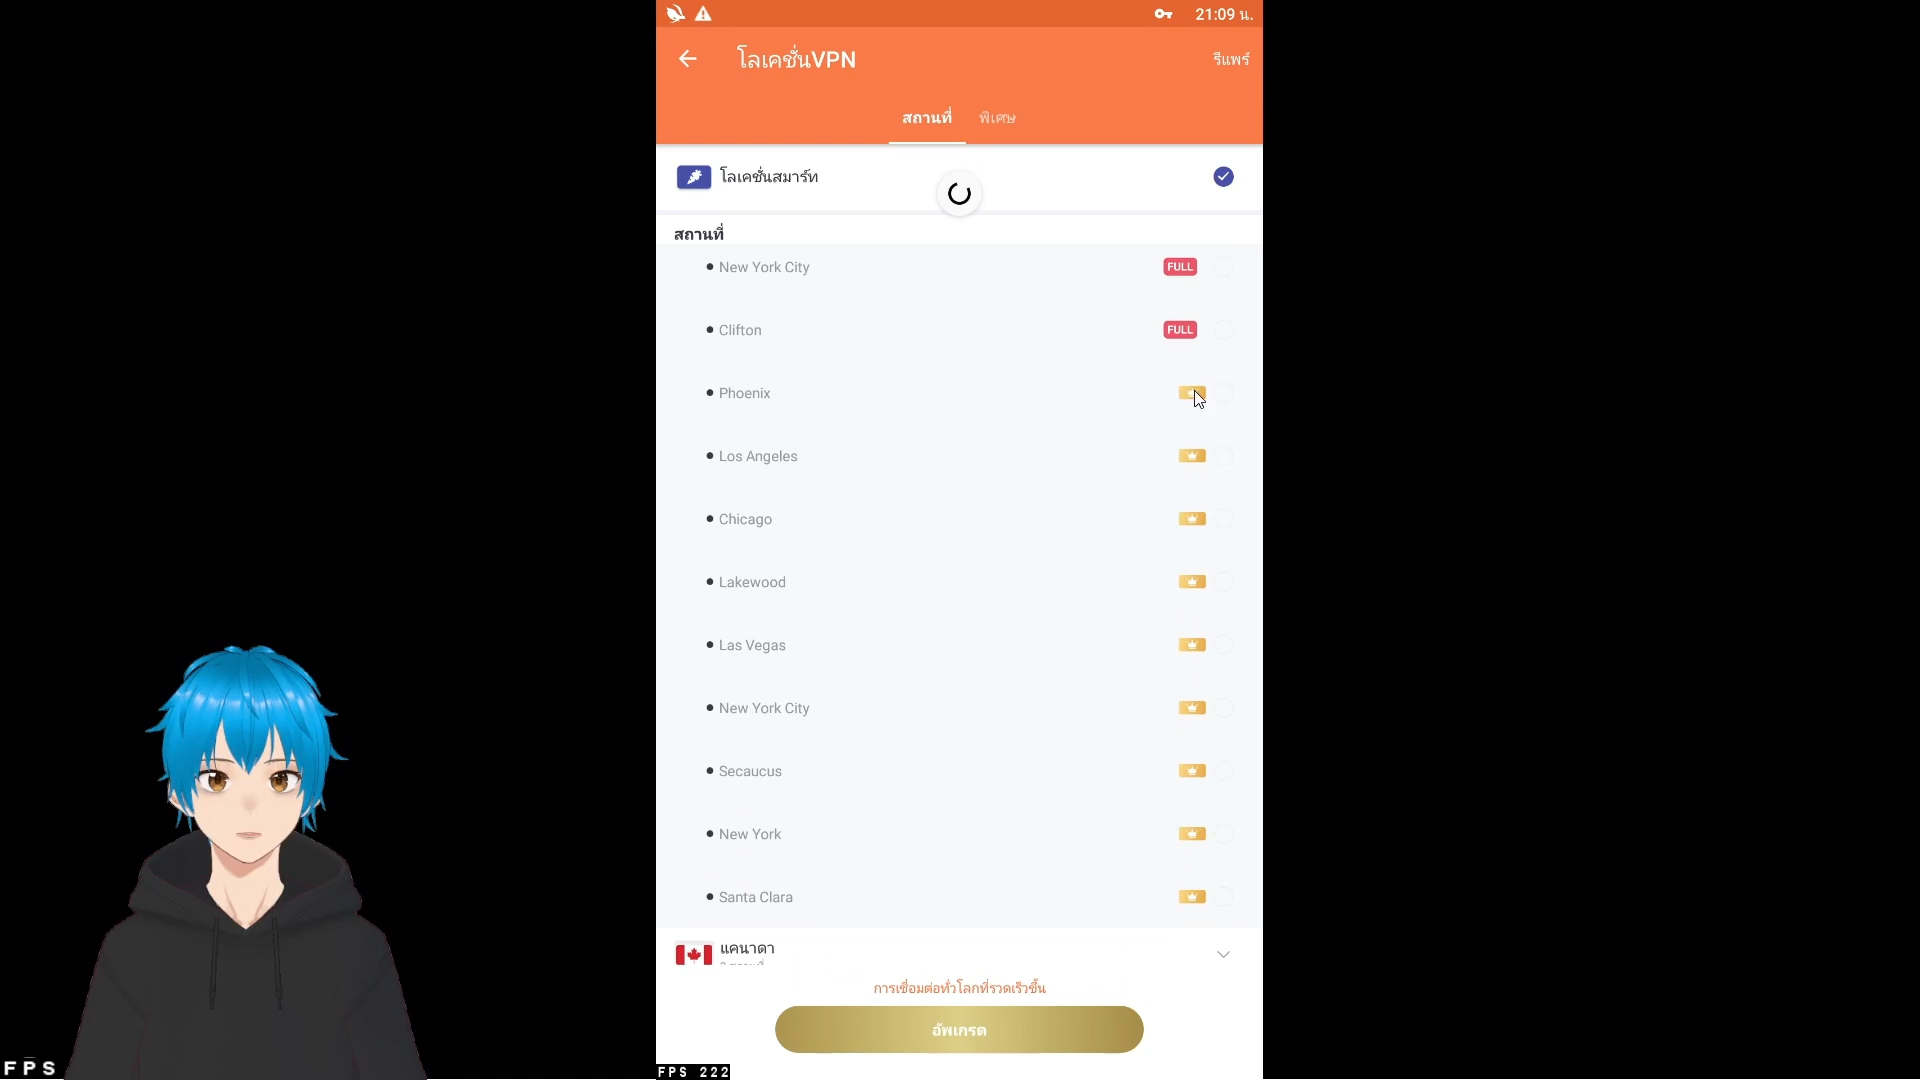 21:09 น.
โลเคชั่นVPN
รีแฟร์
สถานที่
พิเศษ
โลเคชั่นสมาร์ท
สถานที่
New York City
FULL
Clifton
FULL
Phoenix
Los Angeles
Chicago
Lakewood
Las Vegas
New York City
Secaucus
New York
Santa Clara
แคนาดา
การเชื่อมต่อทั่วโลกที่รวดเร็วขึ้น
อัพเกรด
FPS
FPS 222